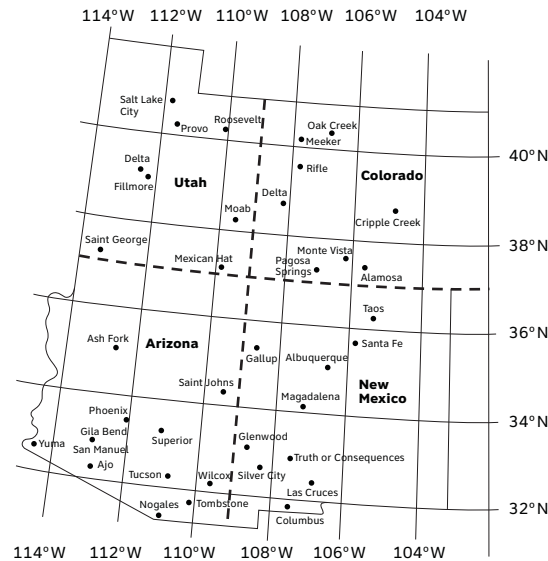 114°W 112°W 110°W 108°W 106°W 104°W
Salt Lake
City
Provo
Roosevelt
Oak Creek
Meeker
40°N
Delta
Fillmore
Utah
Rifle
Colorado
Delta
Moab
Cripple Creek
Saint George
38°N
Mexican Hat
Monte Vista
Pagosa
Springs
Alamosa
Taos
36°N
Ash Fork
Arizona
Gallup
Santa Fe
Albuquerque
Saint Johns
New
Mexico
Magdalena
Phoenix
34°N
Gila Bend
Yuma
San Manuel
Superior
Glenwood
Ajo
Truth or Consequences
Tucson
Wilcox
Silver City
Las Cruces
Nogales
Tombstone
32°N
Columbus
114°W 112°W 110°W 108°W 106°W 104°W